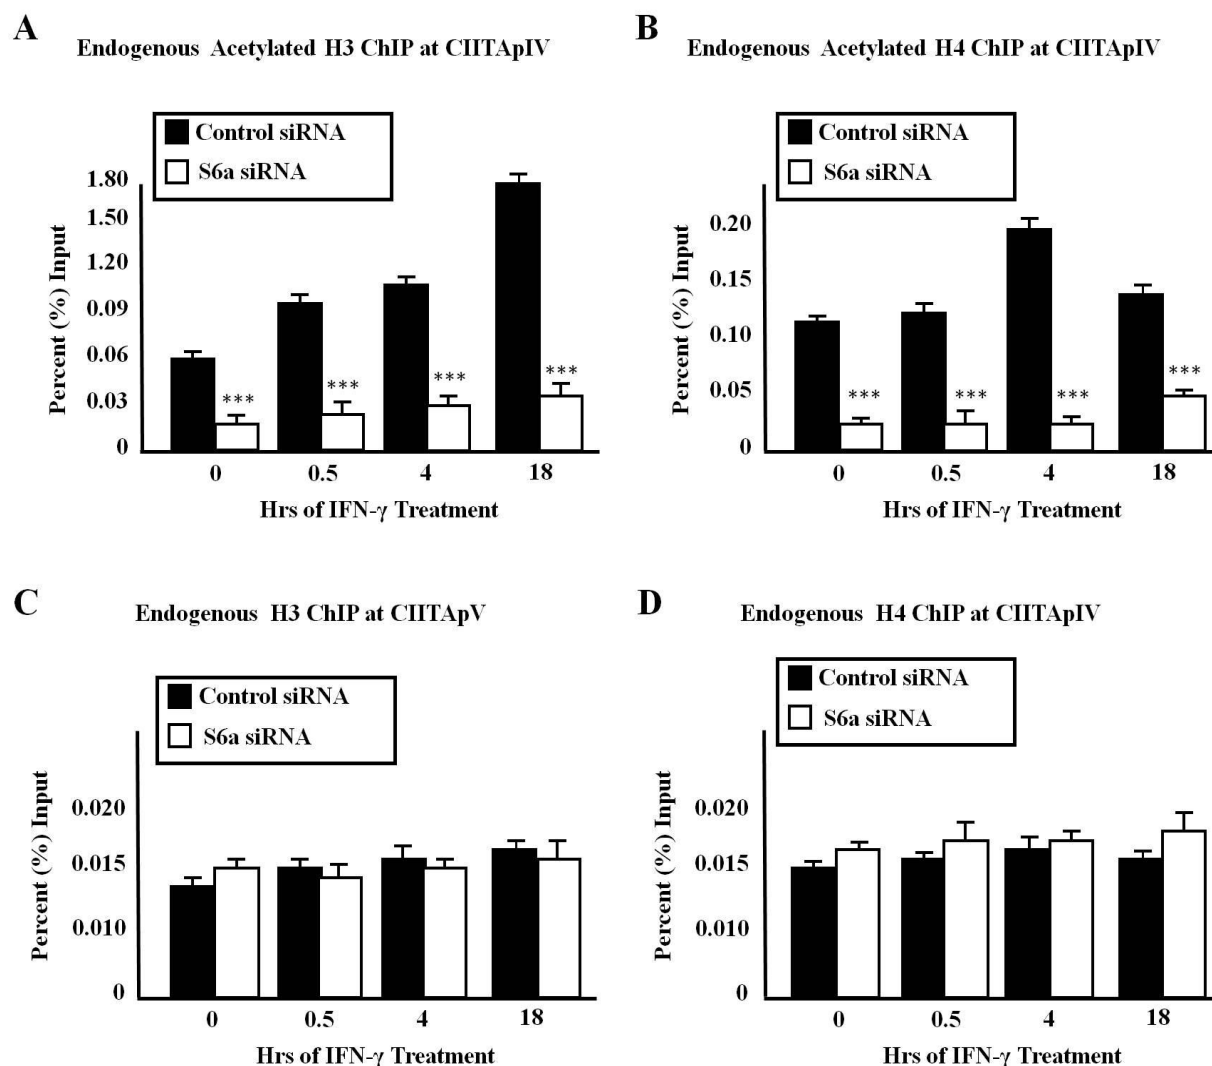 A
Endogenous Acetylated H3 ChIP at CIITApIV
Control siRNA
S6a siRNA
Percent (%) Input
1.80
1.50
1.20
0.09
0.06
0.03
0
***
***
***
***
0 0.5 4 18
Hrs of IFN-γ Treatment
B
Endogenous Acetylated H4 ChIP at CIITApIV
Control siRNA
S6a siRNA
Percent (%) Input
0.20
0.15
0.10
0.05
0
***
***
***
***
0 0.5 4 18
Hrs of IFN-γ Treatment
C
Endogenous H3 ChIP at CIITApV
Control siRNA
S6a siRNA
Percent (%) Input
0.020
0.015
0.010
0
0 0.5 4 18
Hrs of IFN-γ Treatment
D
Endogenous H4 ChIP at CIITApIV
Control siRNA
S6a siRNA
Percent (%) Input
0.020
0.015
0.010
0
0 0.5 4 18
Hrs of IFN-γ Treatment